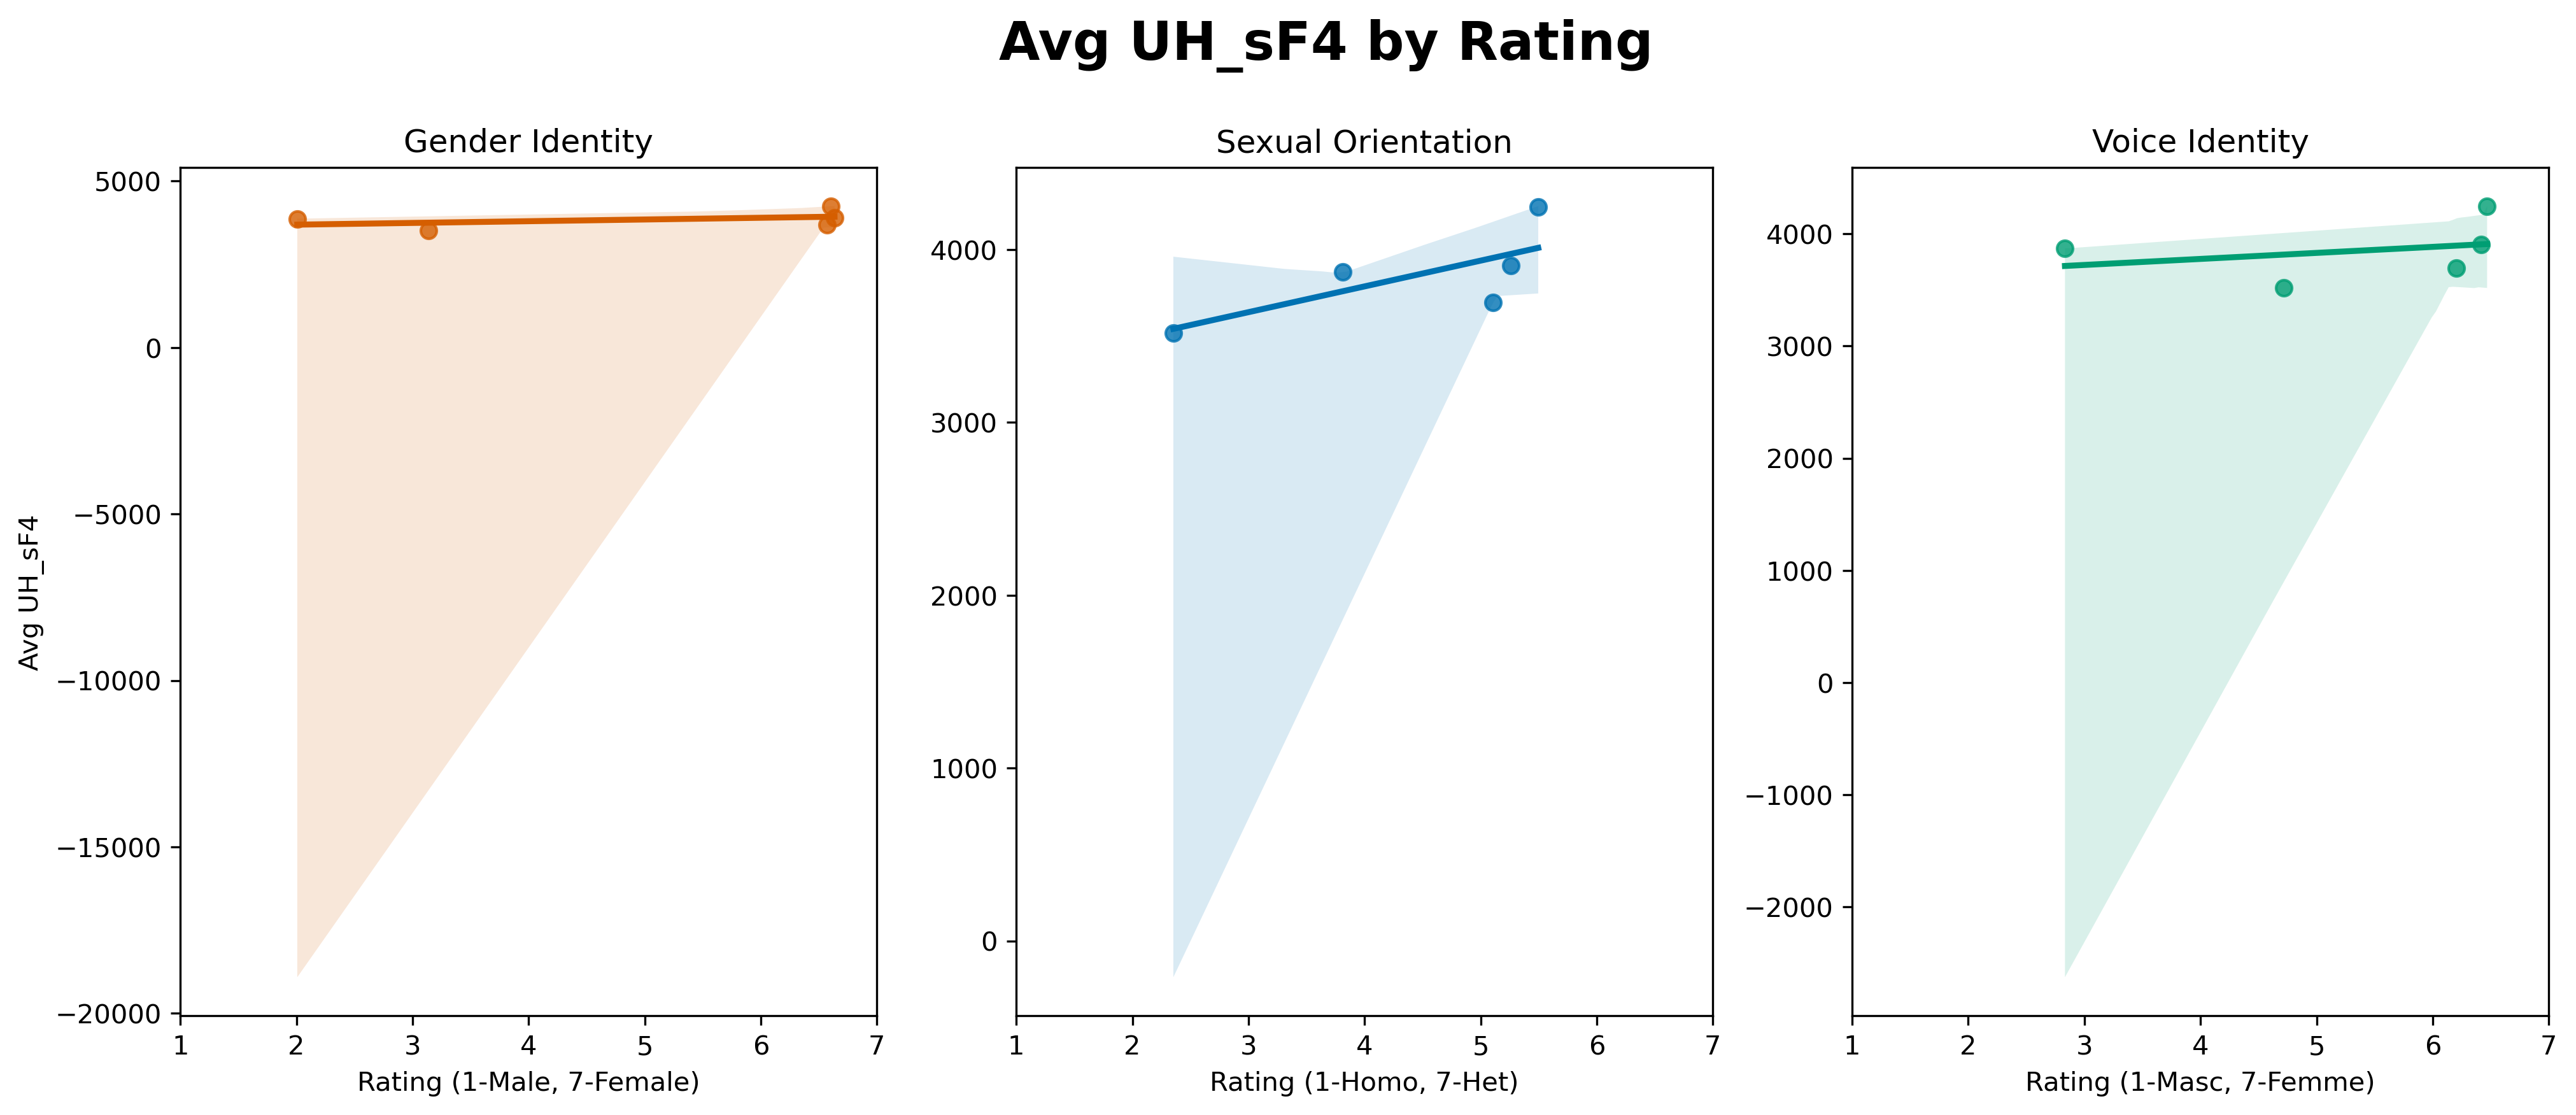 Avg UH_sF4 by Rating
Gender Identity
Sexual Orientation
Voice Identity
Avg UH_sF4
5000
0
−5000
−10000
−15000
−20000
1 2 3 4 5 6 7
Rating (1-Male, 7-Female)
4000
3000
2000
1000
0
1 2 3 4 5 6 7
Rating (1-Homo, 7-Het)
4000
3000
2000
1000
0
−1000
−2000
1 2 3 4 5 6 7
Rating (1-Masc, 7-Femme)